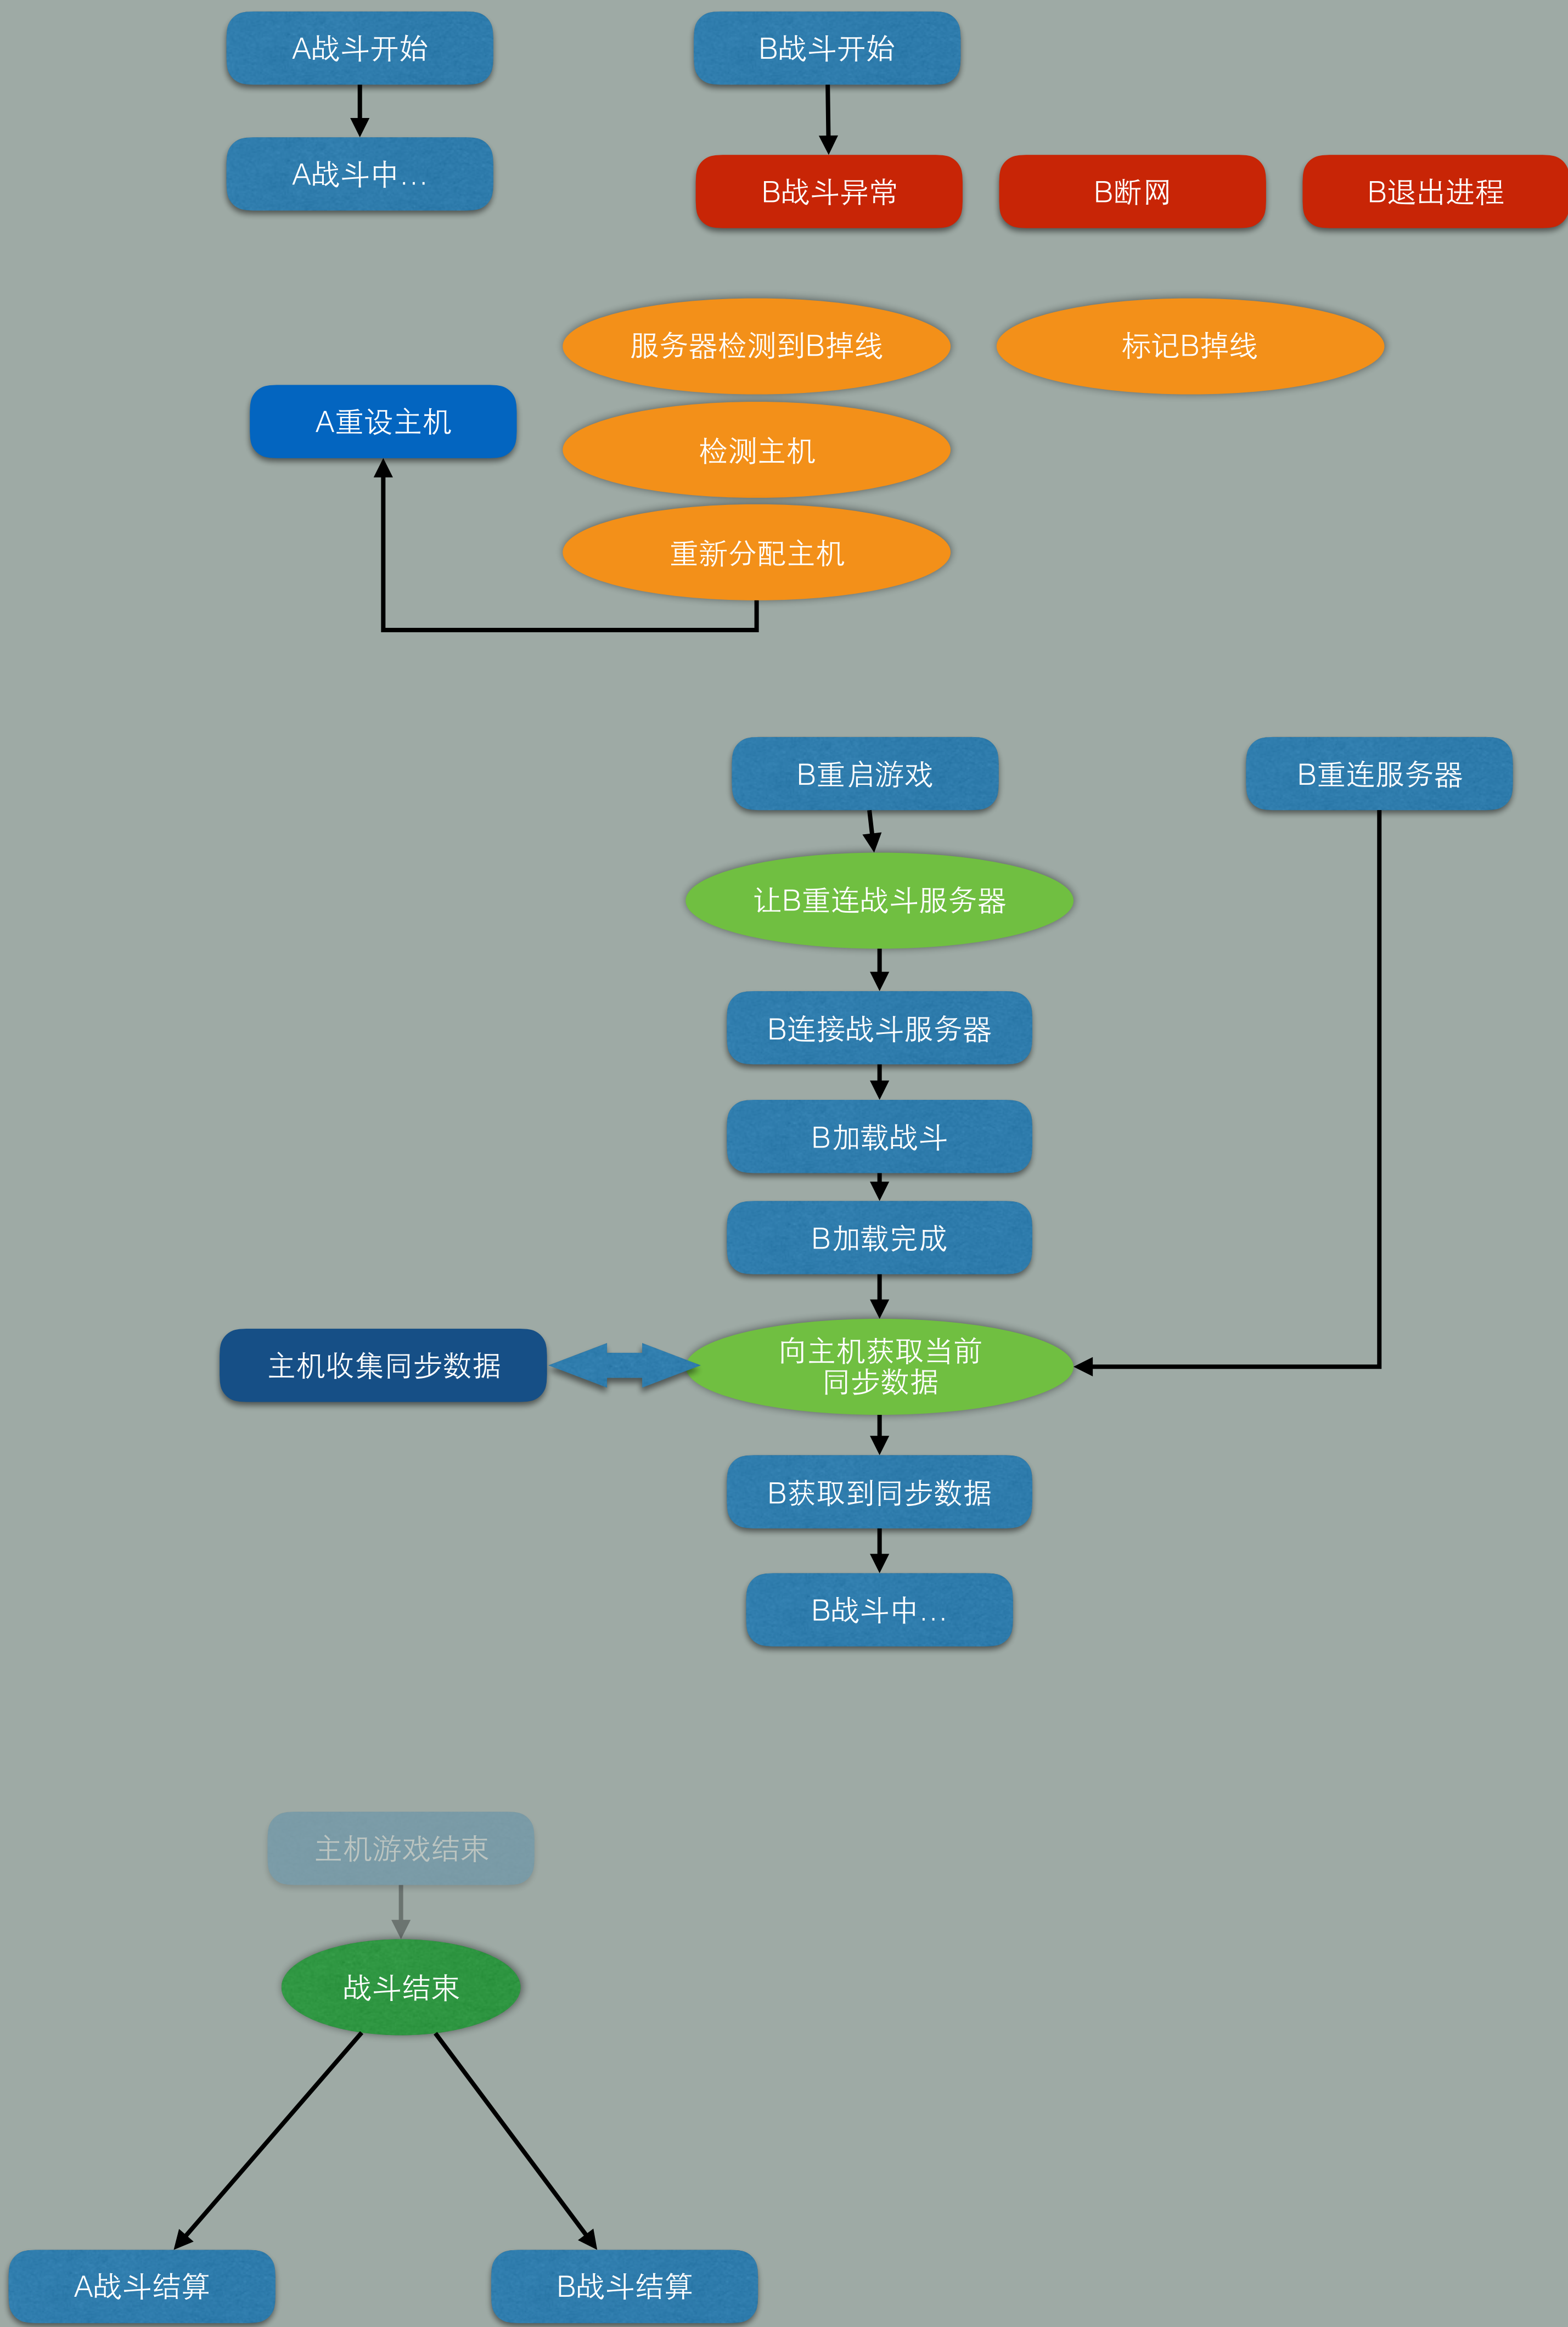 A战斗开始
B战斗开始
A战斗中...
B战斗异常
B断网
B退出进程
服务器检测到B掉线
标记B掉线
A重设主机
检测主机
重新分配主机
B重启游戏
B重连服务器
让B重连战斗服务器
B连接战斗服务器
B加载战斗
B加载完成
主机收集同步数据
向主机获取当前
同步数据
B获取到同步数据
B战斗中...
主机游戏结束
战斗结束
A战斗结算
B战斗结算